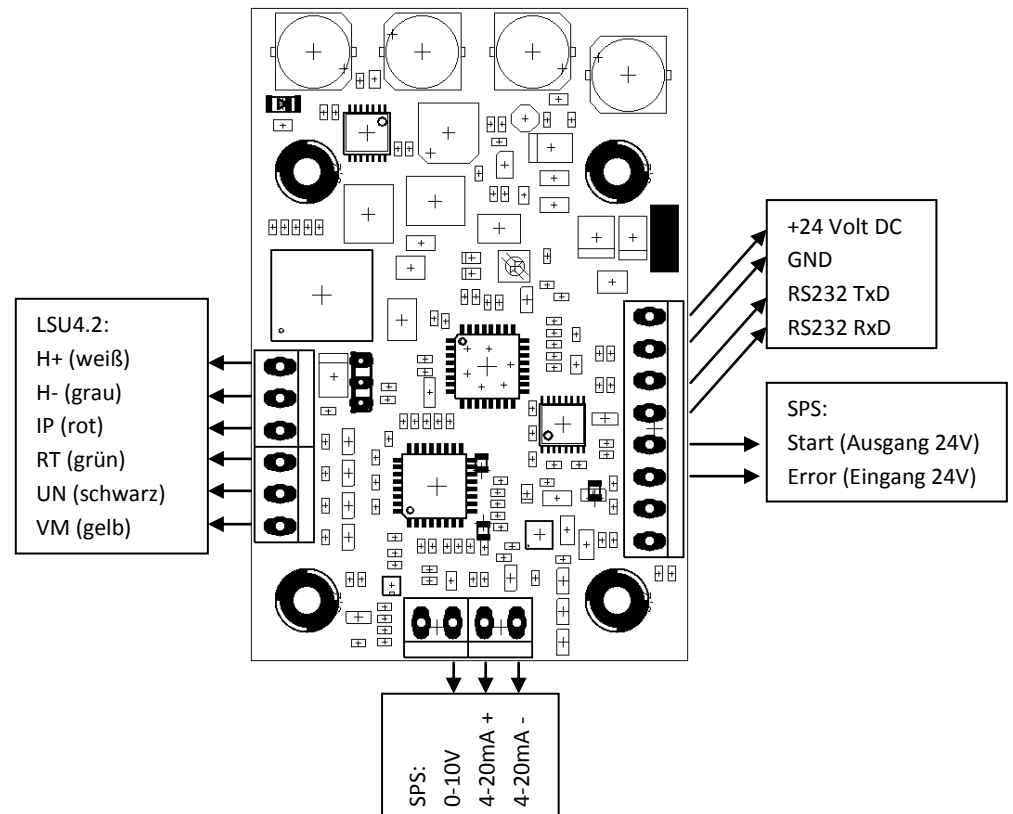 +24 Volt DC
GND
RS232 TxD
RS232 RxD
LSU4.2:
H+ (weiß)
H- (grau)
IP (rot)
RT (grün)
UN (schwarz)
VM (gelb)
SPS:
Start (Ausgang 24V)
Error (Eingang 24V)
SPS:
0-10V
4-20mA +
4-20mA -